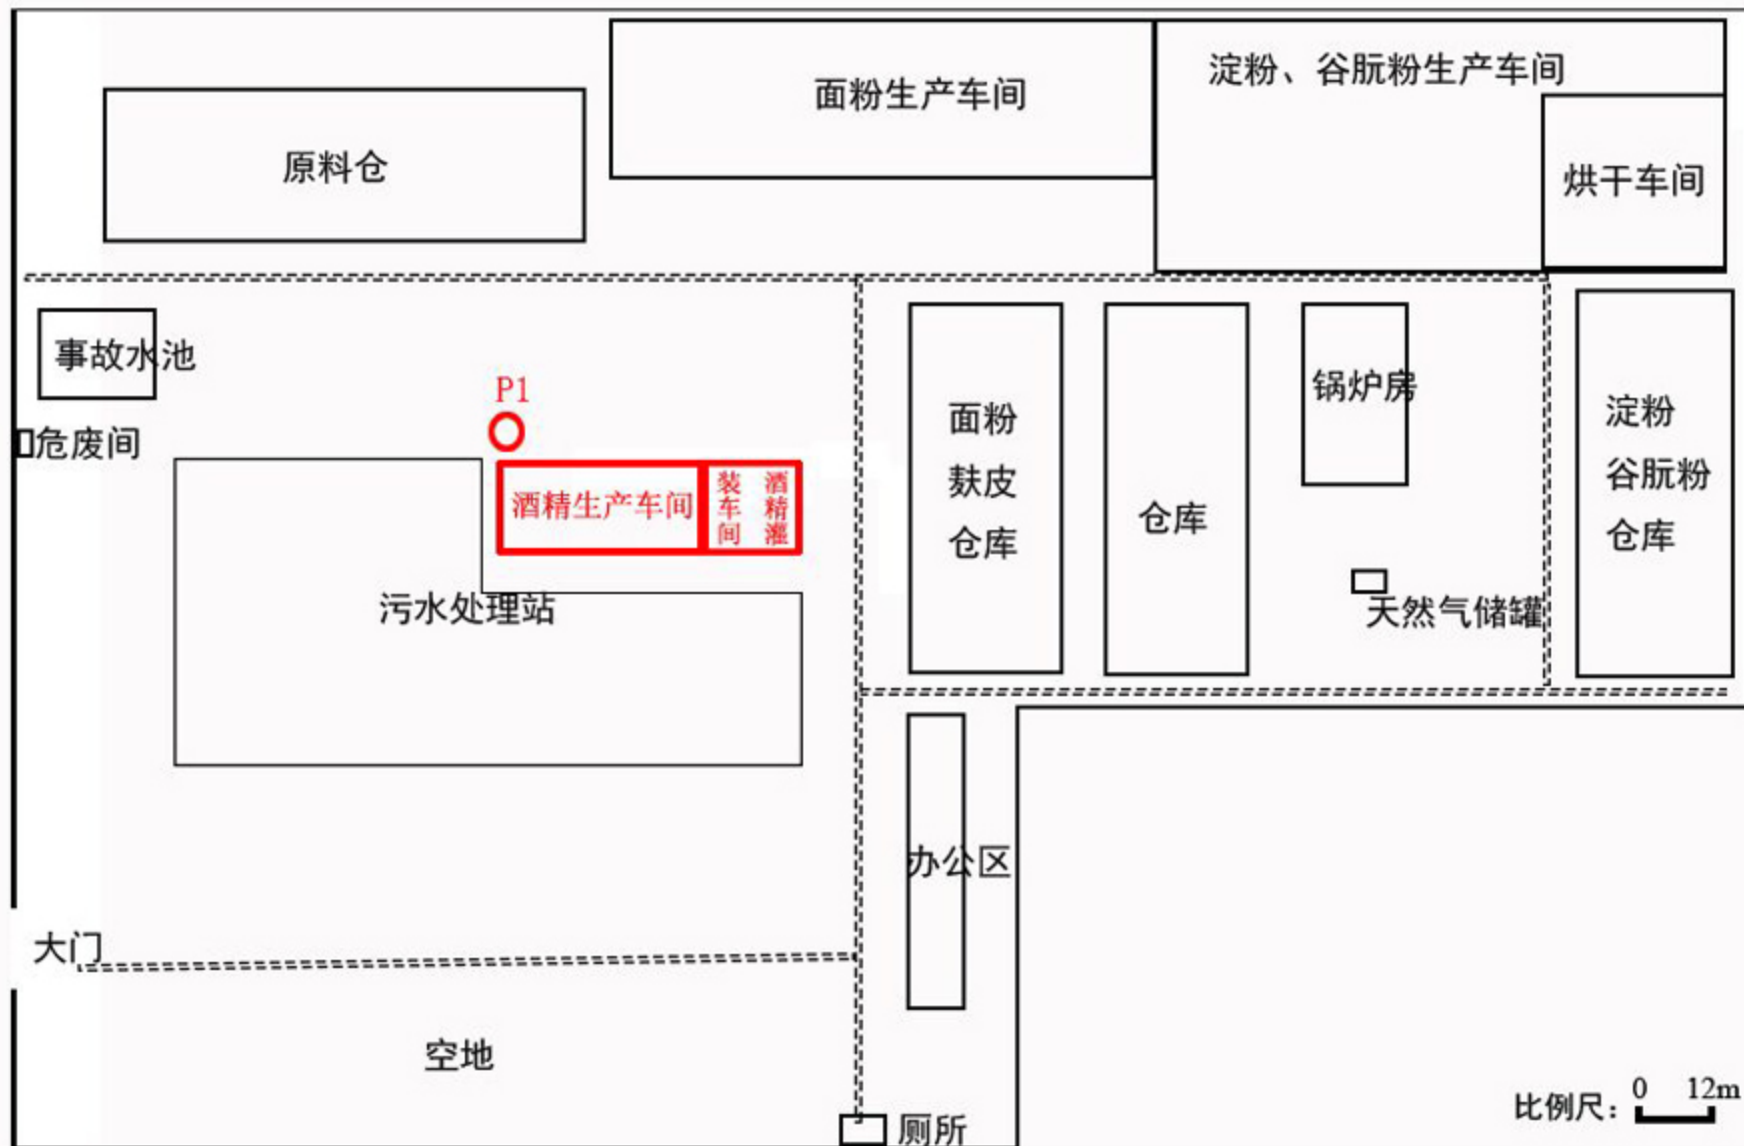 面粉生产车间
淀粉、谷朊粉生产车间
原料仓
烘干车间
事故水池
P1
危废间
酒精生产车间
装车间
酒精灌
污水处理站
面粉
麸皮
仓库
仓库
锅炉房
天然气储罐
淀粉
谷朊粉
仓库
办公区
大门
空地
厕所
比例尺：
0 12m